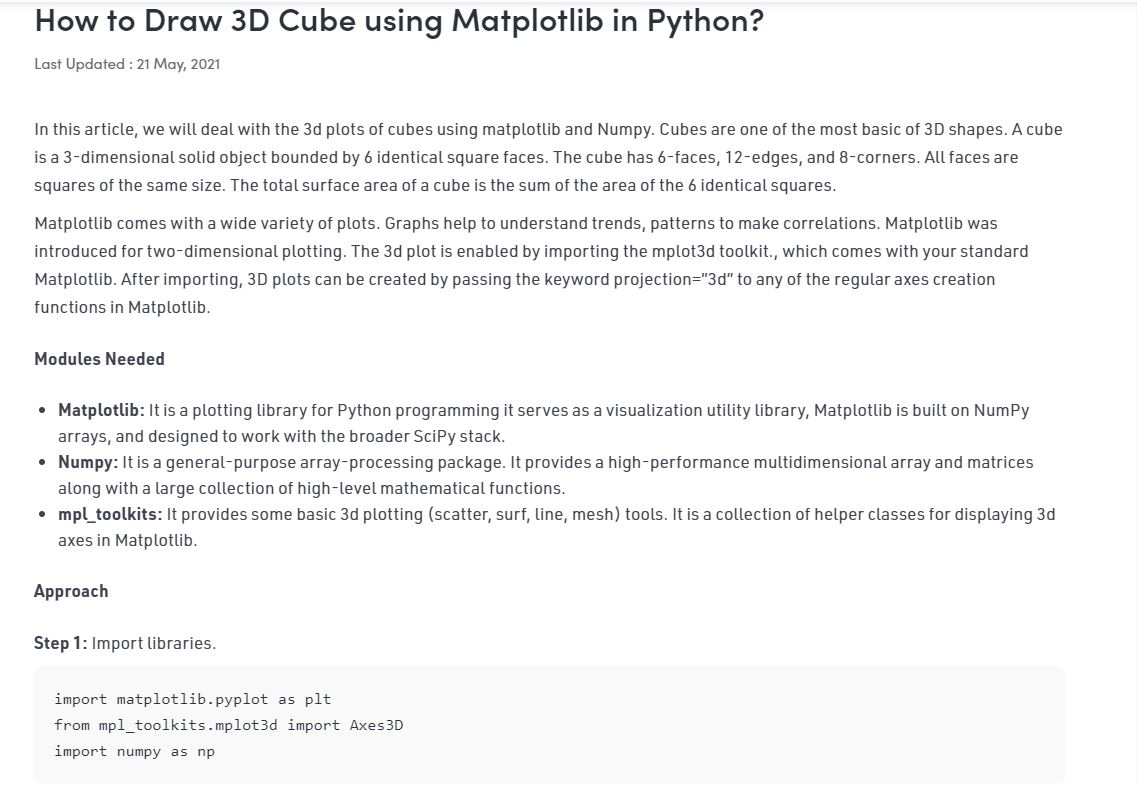 How to Draw 3D Cube using Matplotlib in Python?
Last Updated : 21 May, 2021
In this article, we will deal with the 3d plots of cubes using matplotlib and Numpy. Cubes are one of the most basic of 3D shapes. A cube
is a 3-dimensional solid object bounded by 6 identical square faces. The cube has 6-faces, 12-edges, and 8-corners. All faces are
squares of the same size. The total surface area of a cube is the sum of the area of the 6 identical squares.
Matplotlib comes with a wide variety of plots. Graphs help to understand trends, patterns to make correlations. Matplotlib was
introduced for two-dimensional plotting. The 3d plot is enabled by importing the mplot3d toolkit., which comes with your standard
Matplotlib. After importing, 3D plots can be created by passing the keyword projection=”3d” to any of the regular axes creation
functions in Matplotlib.
Modules Needed
• Matplotlib: It is a plotting library for Python programming it serves as a visualization utility library, Matplotlib is built on NumPy
arrays, and designed to work with the broader SciPy stack.
• Numpy: It is a general-purpose array-processing package. It provides a high-performance multidimensional array and matrices
along with a large collection of high-level mathematical functions.
• mpl_toolkits: It provides some basic 3d plotting (scatter, surf, line, mesh) tools. It is a collection of helper classes for displaying 3d
axes in Matplotlib.
Approach
Step 1: Import libraries.
import matplotlib.pyplot as plt
from mpl_toolkits.mplot3d import Axes3D
import numpy as np